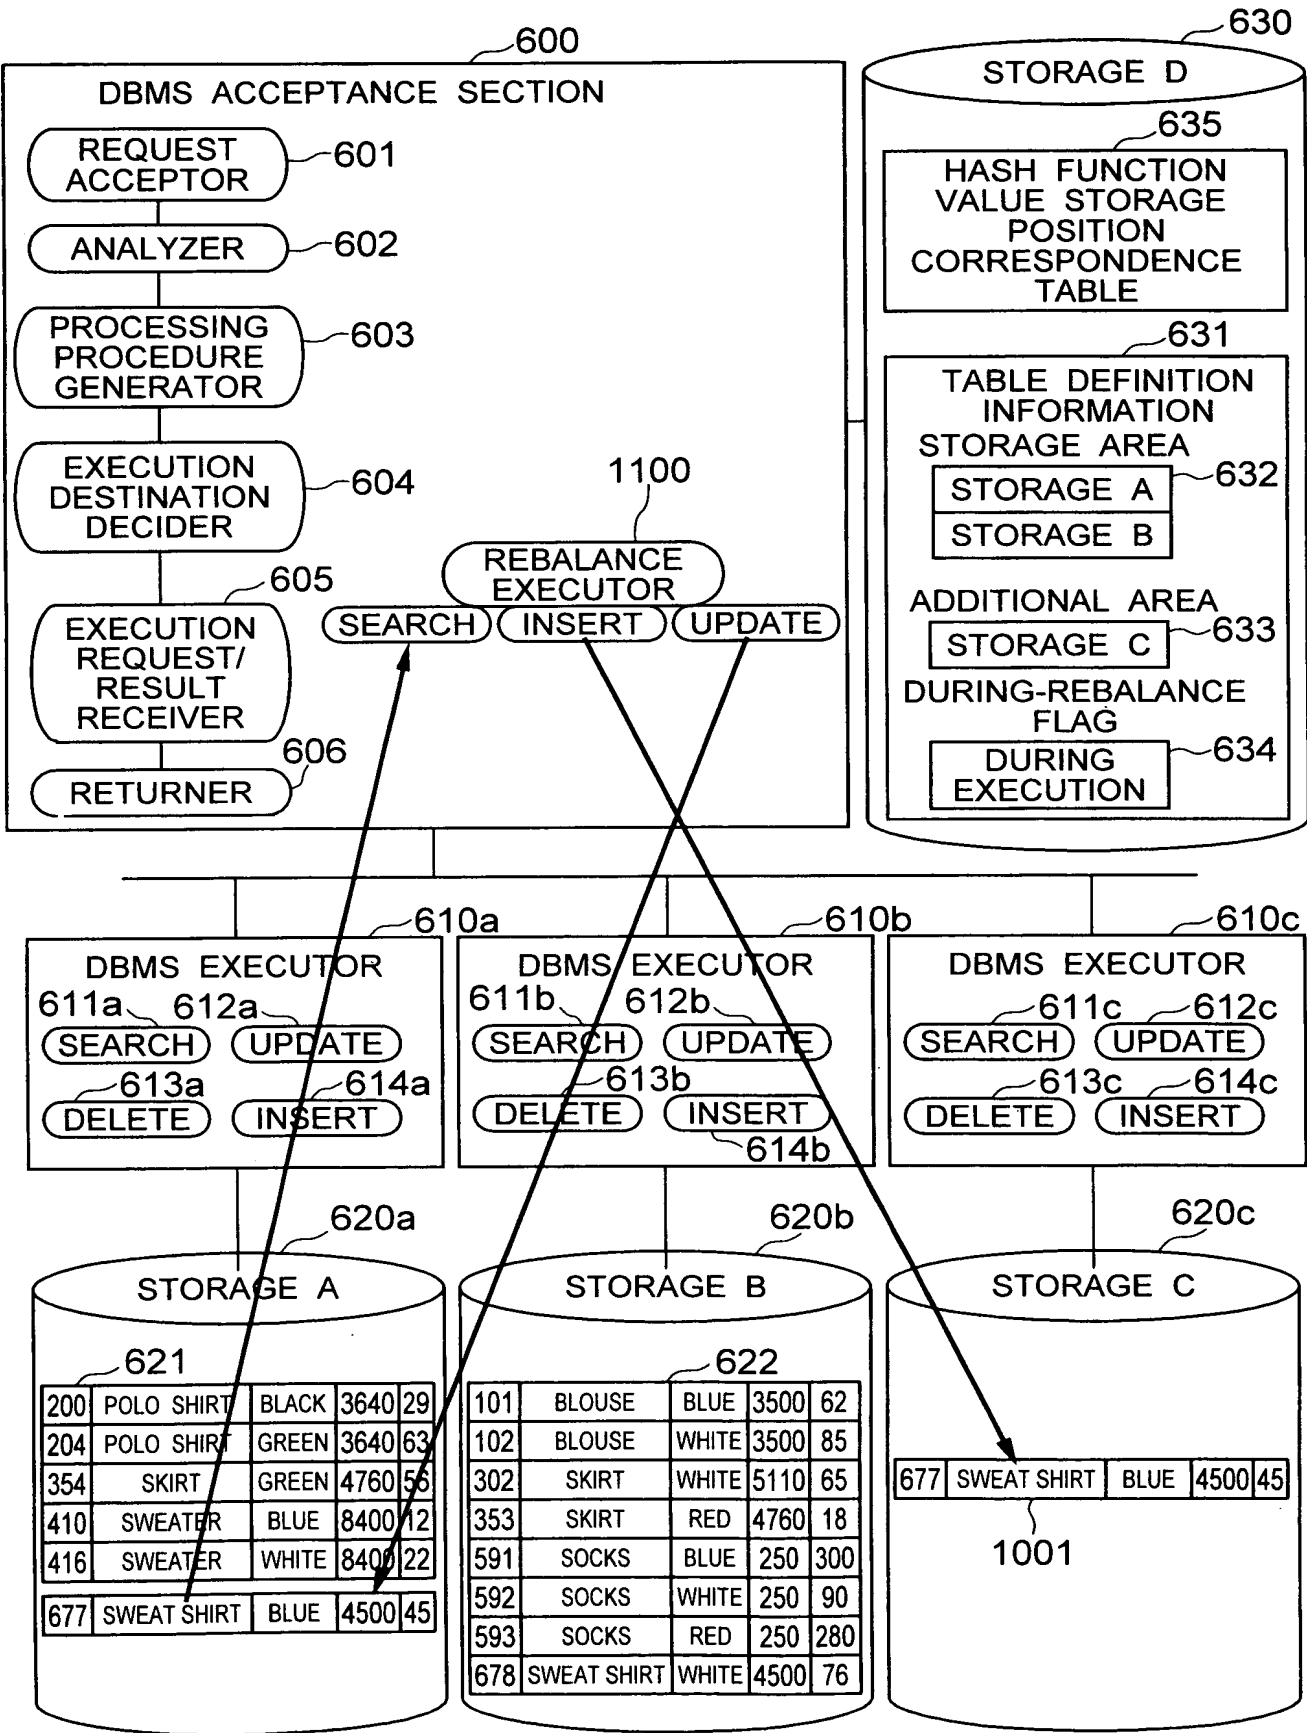 600
DBMS ACCEPTANCE SECTION
REQUEST
ACCEPTOR
601
ANALYZER
602
PROCESSING
PROCEDURE
GENERATOR
603
EXECUTION
DESTINATION
DECIDER
604
605
EXECUTION
REQUEST/
RESULT
RECEIVER
606
RETURNER
1100
REBALANCE
EXECUTOR
SEARCH INSERT UPDATE
630
STORAGE D
635
HASH FUNCTION
VALUE STORAGE
POSITION
CORRESPONDENCE
TABLE
631
TABLE DEFINITION
INFORMATION
STORAGE AREA
STORAGE A
632
STORAGE B
ADDITIONAL AREA
STORAGE C
633
DURING-REBALANCE
FLAG
DURING
EXECUTION
634
610a
DBMS EXECUTOR
611a 612a
SEARCH UPDATE
613a 614a
DELETE INSERT
610b
DBMS EXECUTOR
611b 612b
SEARCH UPDATE
613b
DELETE INSERT
614b
610c
DBMS EXECUTOR
611c 612c
SEARCH UPDATE
613c 614c
DELETE INSERT
620a
STORAGE A
621
200 POLO SHIRT BLACK 3640 29
204 POLO SHIRT GREEN 3640 63
354 SKIRT GREEN 4760 56
410 SWEATER BLUE 8400 12
416 SWEATER WHITE 8400 22
677 SWEAT SHIRT BLUE 4500 45
620b
STORAGE B
622
101 BLOUSE BLUE 3500 62
102 BLOUSE WHITE 3500 85
302 SKIRT WHITE 5110 65
353 SKIRT RED 4760 18
591 SOCKS BLUE 250 300
592 SOCKS WHITE 250 90
593 SOCKS RED 250 280
678 SWEAT SHIRT WHITE 4500 76
620c
STORAGE C
677 SWEAT SHIRT BLUE 4500 45
1001